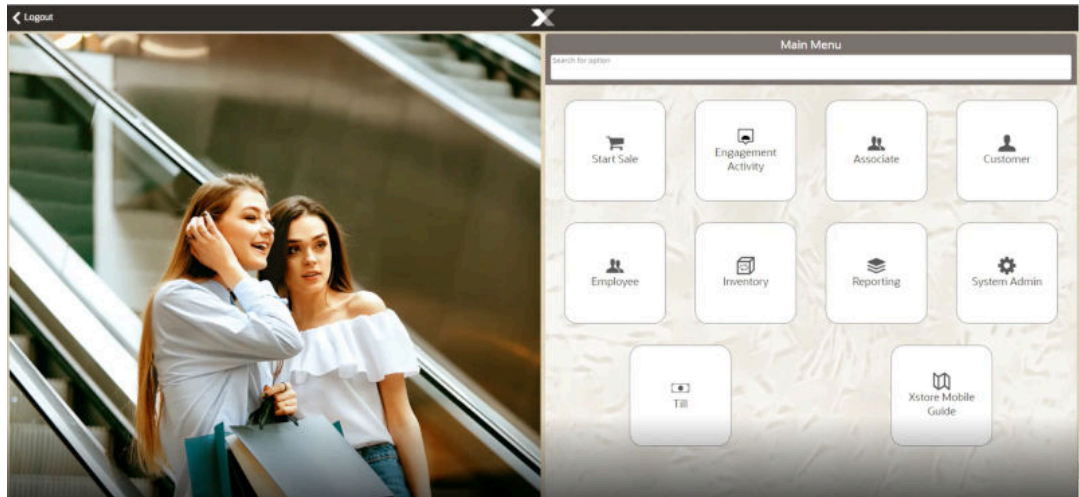 Logout
Main Menu
Search for option
Start Sale
Engagement
Activity
Associate
Customer
Employee
Inventory
Reporting
System Admin
Till
Xstore Mobile
Guide